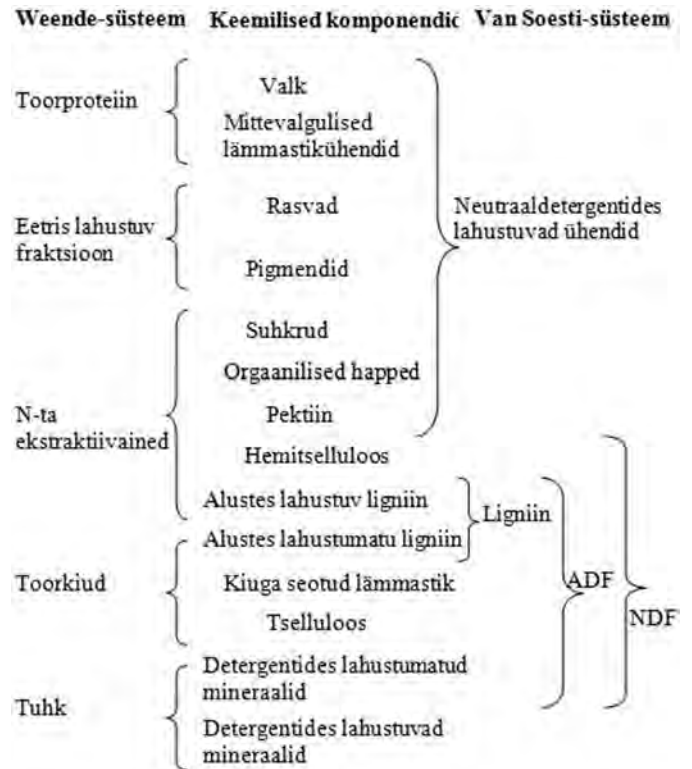 Weende-süsteem Keemilised komponendid Van Soesti-süsteem
Valk
Toorproteiin
Mittevalgulised
lämmastikühendid
Rasvad
Neutraaldetergentides
lahustuvad ühendid
Eetris lahustuv
fraktsioon
Pigmendid
Suhkrud
Orgaanilised happed
N-ta
ekstraktiivained
Pektiin
Hemitselluloos
Alustes lahustuv ligniin
Ligniin
Alustes lahustumatu ligniin
Toorkiud
Kiuga seotud lämmastik
ADF
Tselluloos
NDF
Detergentides lahustumatud
mineraalid
Tuhk
Detergentides lahustuvad
mineraalid